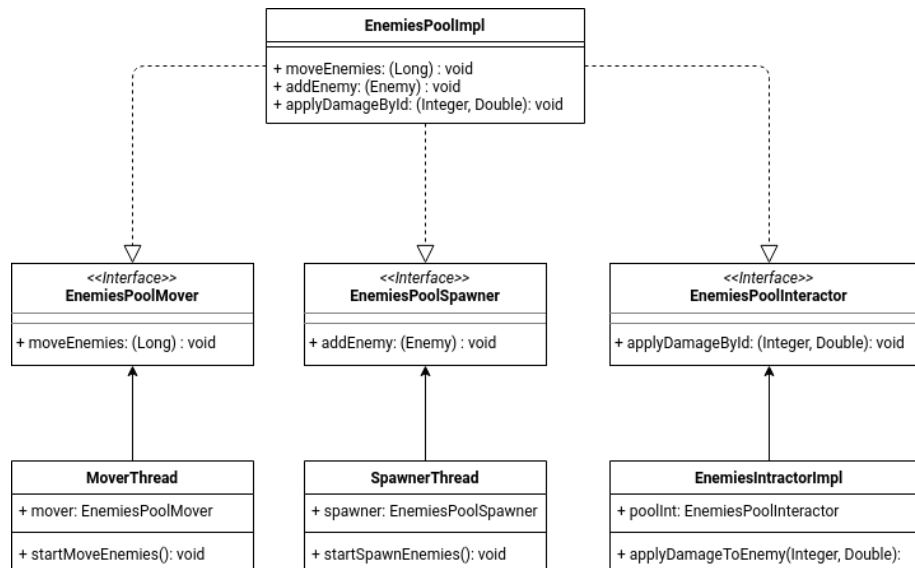 EnemiesPoolImpl
+ moveEnemies: (Long) : void
+ addEnemy: (Enemy) : void
+ applyDamageById: (Integer, Double): void
<<Interface>>
EnemiesPoolMover
+ moveEnemies: (Long) : void
<<Interface>>
EnemiesPoolSpawner
+ addEnemy: (Enemy) : void
<<Interface>>
EnemiesPoolInteractor
+ applyDamageById: (Integer, Double): void
MoverThread
+ mover: EnemiesPoolMover
+ startMoveEnemies(): void
SpawnerThread
+ spawner: EnemiesPoolSpawner
+ startSpawnEnemies(): void
EnemiesIntractorImpl
+ poolInt: EnemiesPoolInteractor
+ applyDamageToEnemy(Integer, Double):